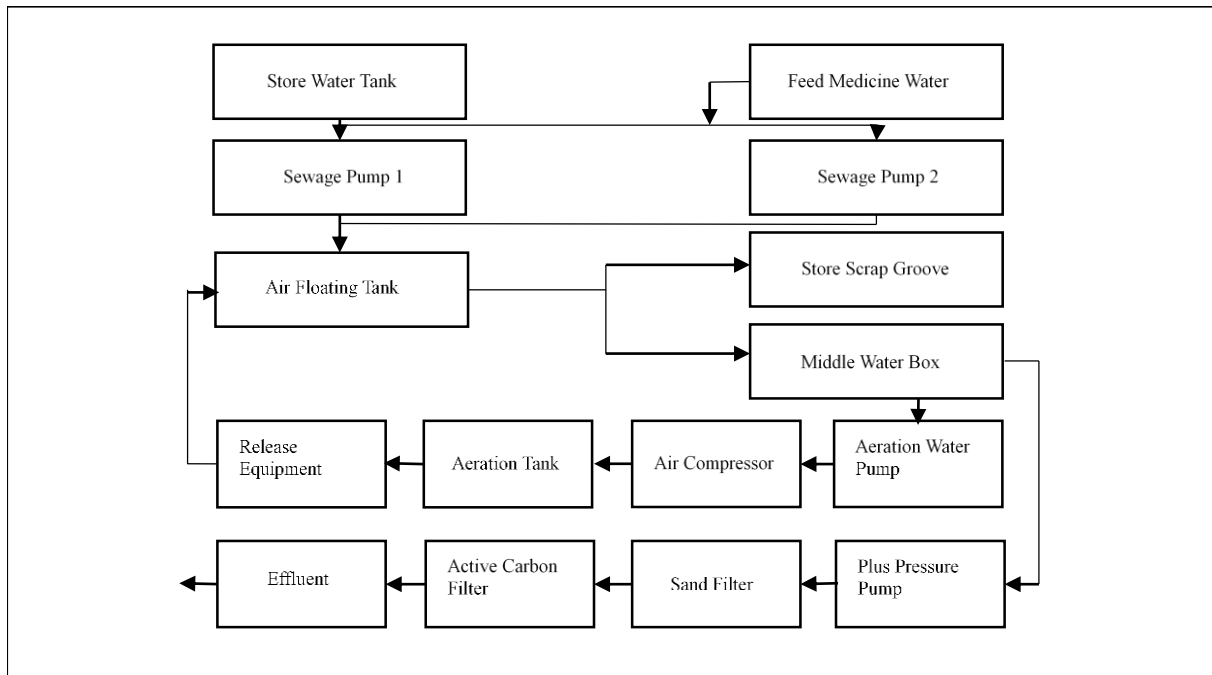 Store Water Tank
Feed Medicine Water
Sewage Pump 1
Sewage Pump 2
Air Floating Tank
Store Scrap Groove
Middle Water Box
Release
Equipment
Aeration Tank
Air Compressor
Aeration Water
Pump
Effluent
Active Carbon
Filter
Sand Filter
Plus Pressure
Pump